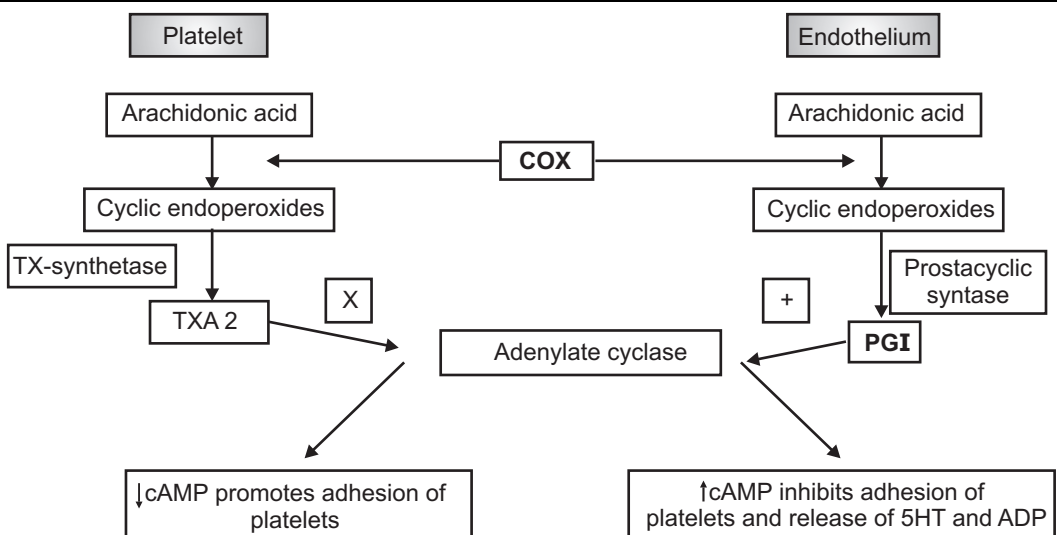 Platelet
Endothelium
Arachidonic acid
Arachidonic acid
COX
Cyclic endoperoxides
Cyclic endoperoxides
TX-synthetase
Prostacyclic
syntase
X
+
TXA 2
PGI
Adenylate cyclase
↓cAMP promotes adhesion of
platelets
↑cAMP inhibits adhesion of
platelets and release of 5HT and ADP